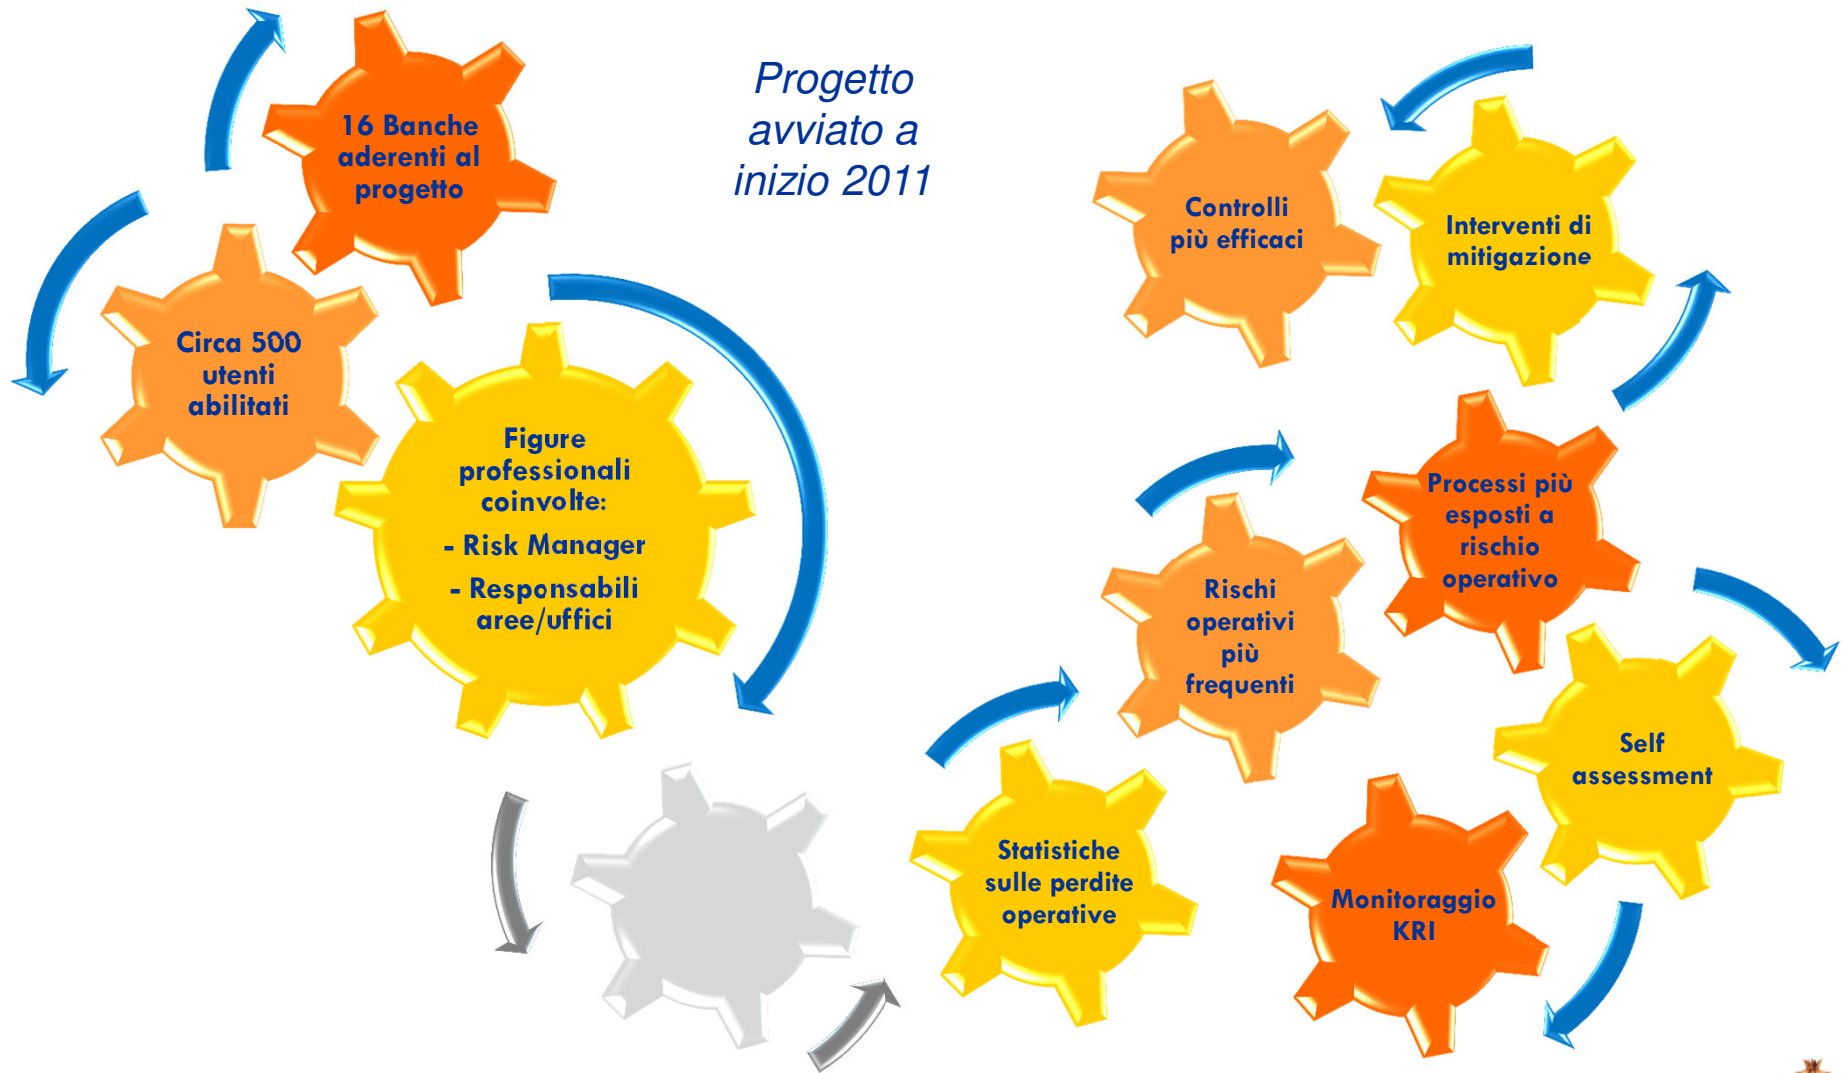 Progetto
avviato a
inizio 2011
16 Banche
aderenti al
progetto
Circa 500
utenti
abilitati
Figure
professionali
coinvolte:
- Risk Manager
- Responsabili
aree/uffici
Controlli
più efficaci
Interventi di
mitigazione
Processi più
esposti a
rischio
operativo
Rischi
operativi
più
frequenti
Self
assessment
Statistiche
sulle perdite
operative
Monitoraggio
KRI